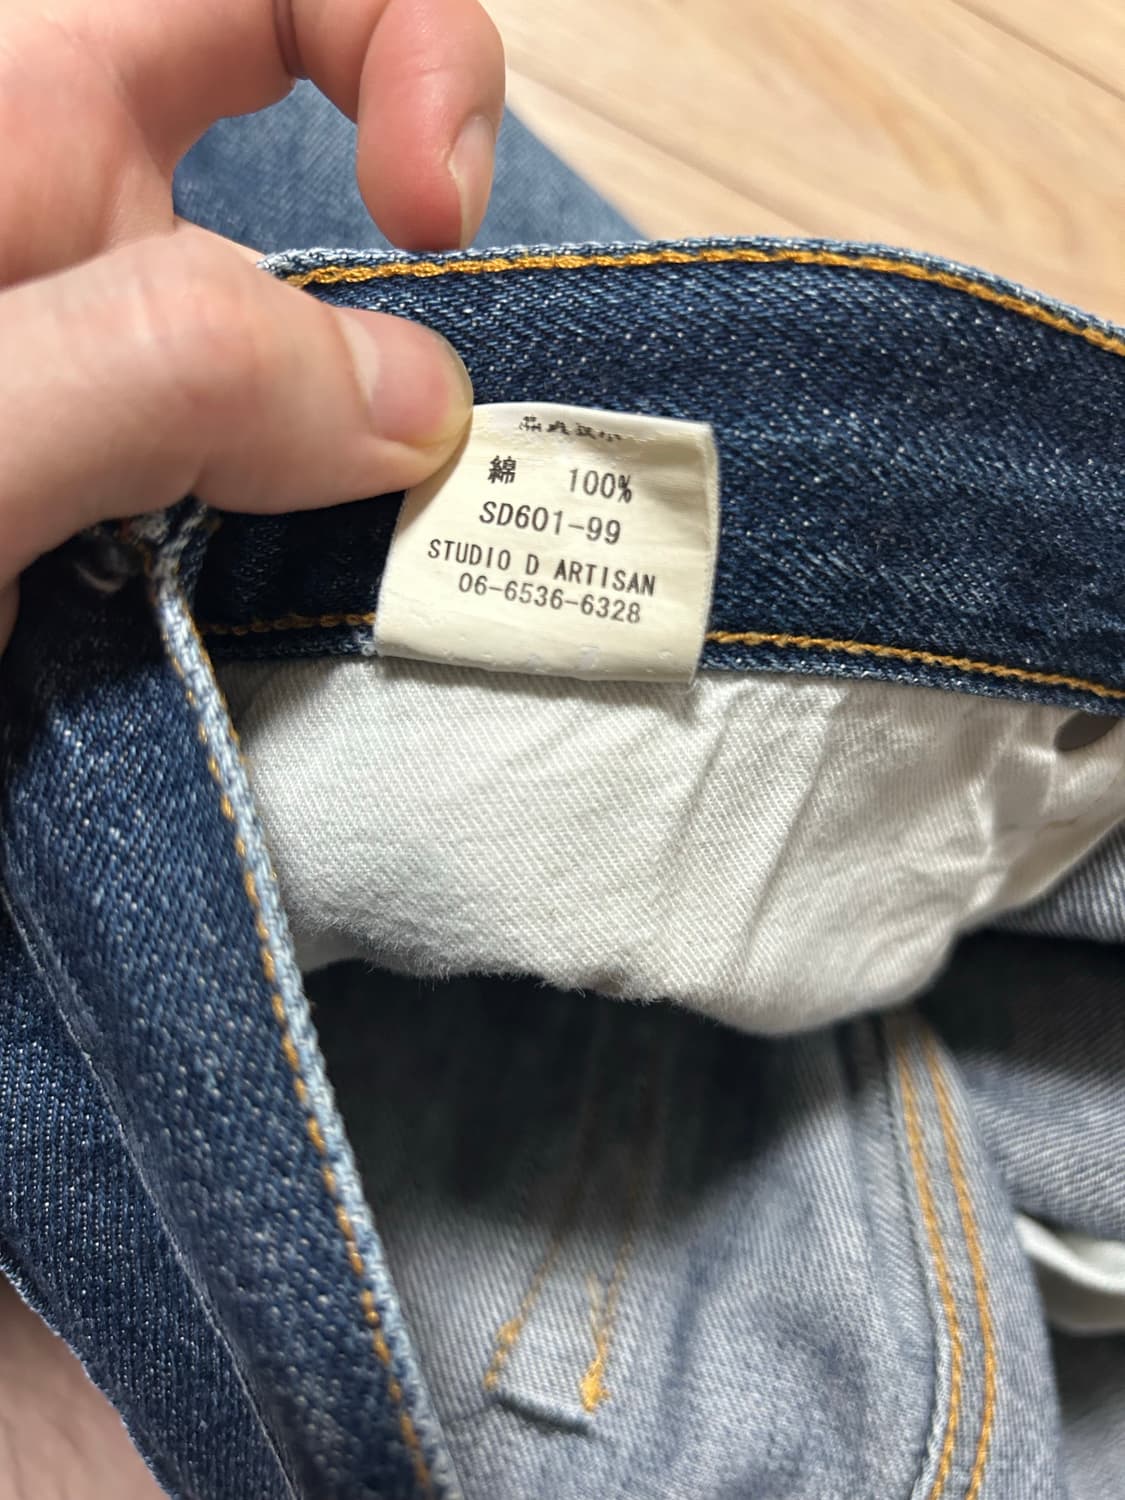 綿 100%
SD601-99
STUDIO D ARTISAN
06-6536-6328